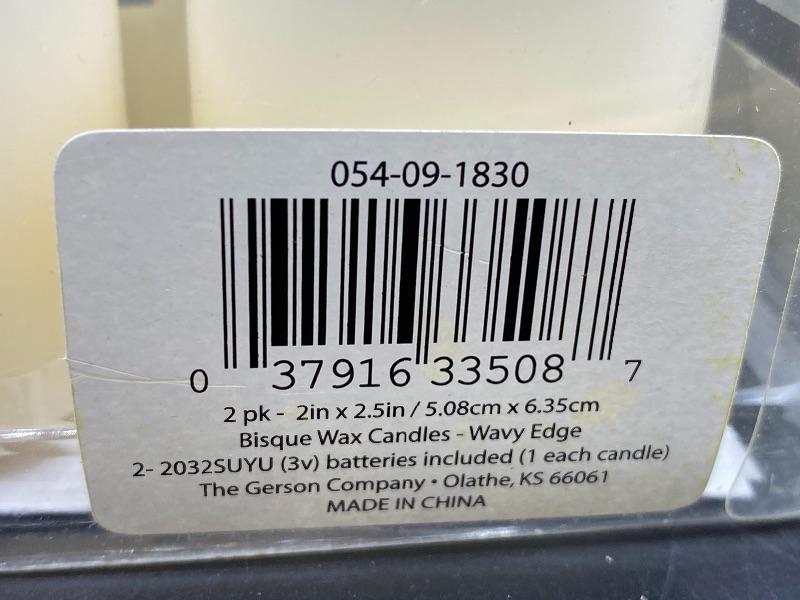 054-09-1830
0 37916 33508 7
2 pk - 2in x 2.5in / 5.08cm x 6.35cm
Bisque Wax Candles - Wavy Edge
2- 2032SUYU (3v) batteries included (1 each candle)
The Gerson Company • Olathe, KS 66061
MADE IN CHINA